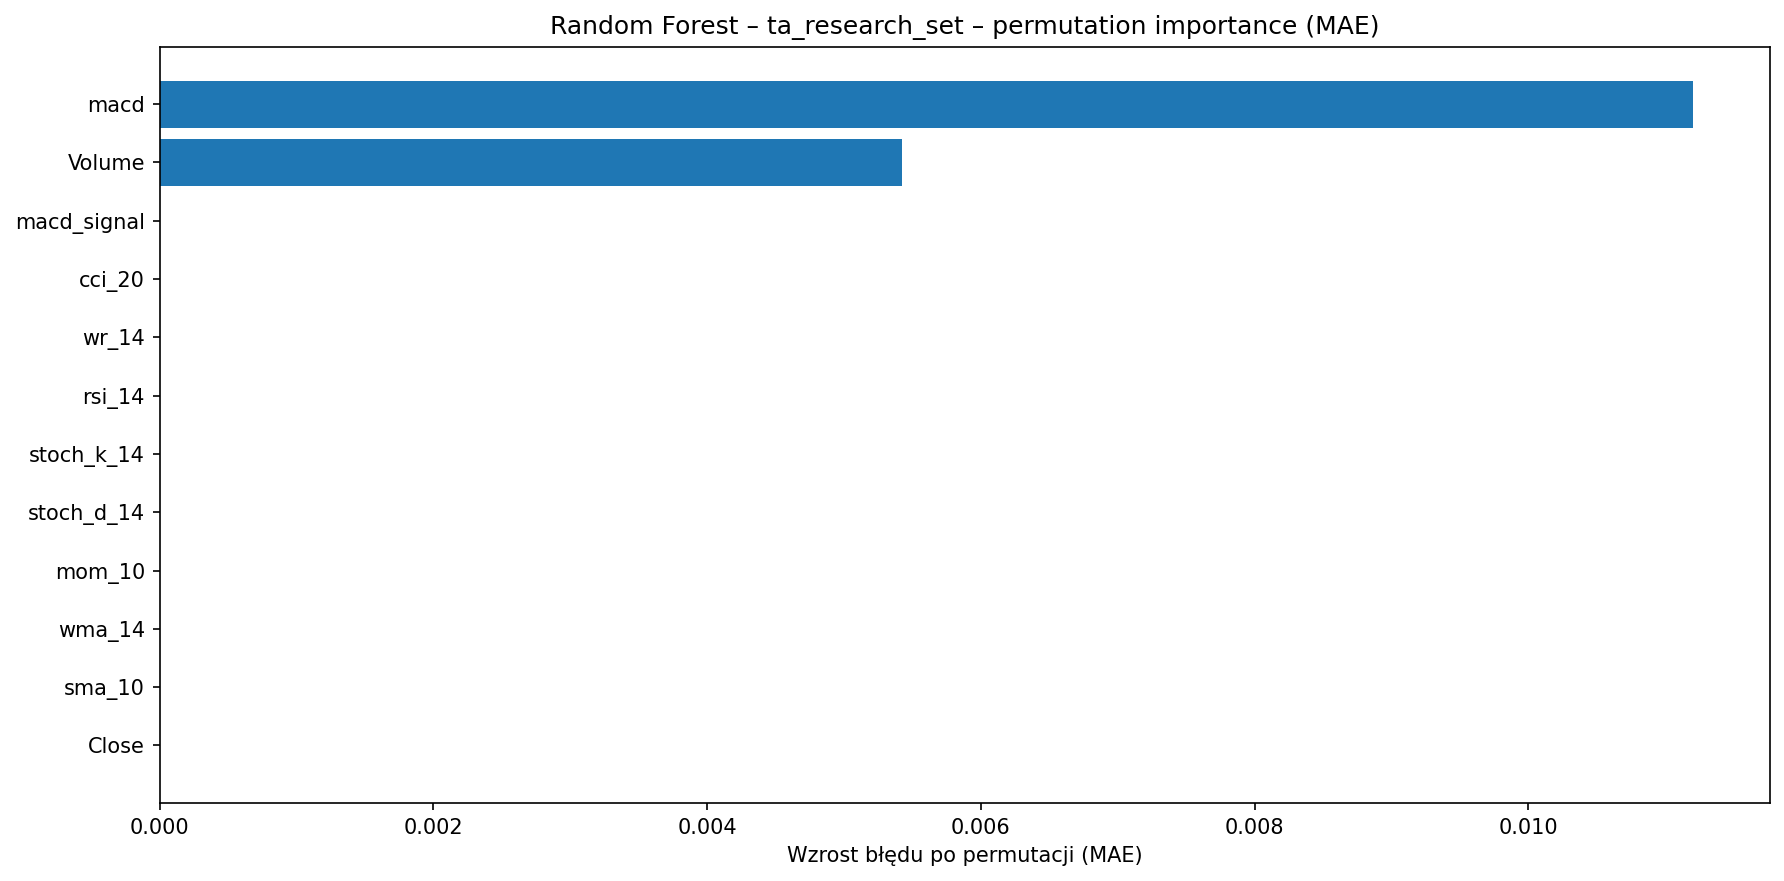 Random Forest – ta_research_set – permutation importance (MAE)
macd
Volume
macd_signal
cci_20
wr_14
rsi_14
stoch_k_14
stoch_d_14
mom_10
wma_14
sma_10
Close
0.000 0.002 0.004 0.006 0.008 0.010
Wzrost błędu po permutacji (MAE)